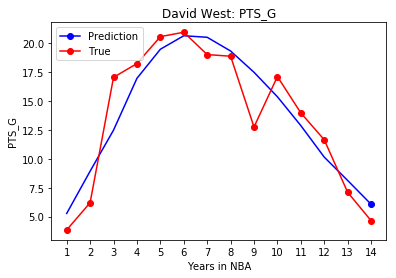 David West: PTS_G
Prediction
True
20.0
17.5
15.0
12.5
10.0
7.5
5.0
PTS_G
1 2 3 4 5 6 7 8 9 10 11 12 13 14
Years in NBA